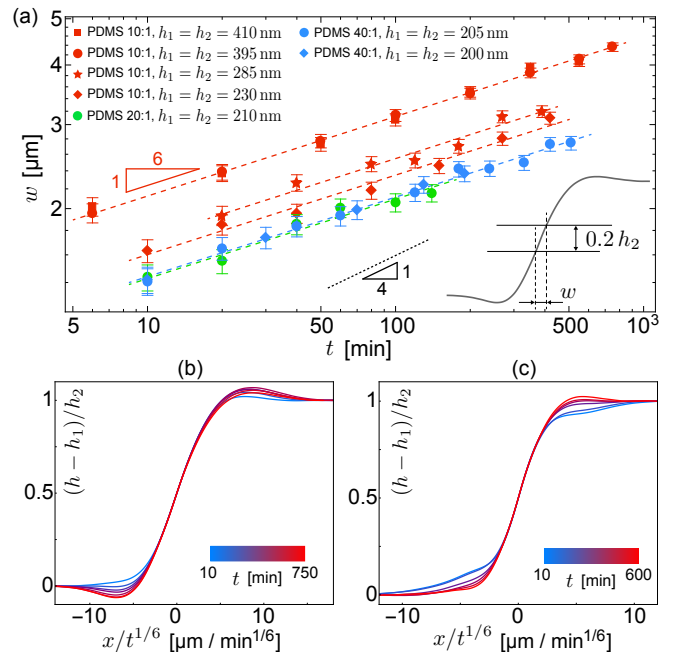 (a)
PDMS 10:1, h₁ = h₂ = 410 nm
PDMS 10:1, h₁ = h₂ = 395 nm
PDMS 10:1, h₁ = h₂ = 285 nm
PDMS 10:1, h₁ = h₂ = 230 nm
PDMS 20:1, h₁ = h₂ = 210 nm
PDMS 40:1, h₁ = h₂ = 205 nm
PDMS 40:1, h₁ = h₂ = 200 nm
w [µm]
5
4
3
2
6
1
1
4
0.2 h₂
w
5 10 50 100 500 10³
t [min]
(b)
(h − h₁)/h₂
1
0.5
0
10 750
t [min]
−10 0 10
x/t^1/6 [µm / min^1/6]
(c)
(h − h₁)/h₂
1
0.5
0
10 600
t [min]
−10 −5 0 5 10
x/t^1/6 [µm / min^1/6]